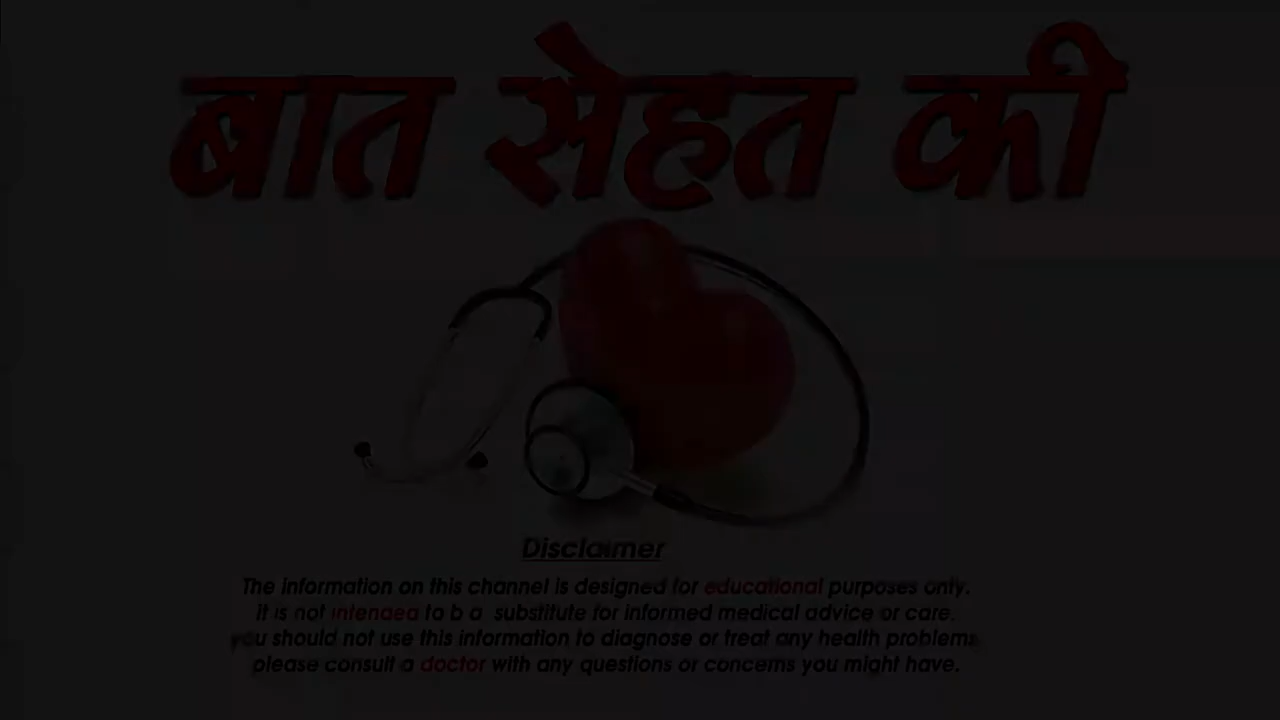 बात सेहत की
Disclaimer
The information on this channel is designed for educational purposes only.
it is not intended to b a substitute for informed medical advice or care.
you should not use this information to diagnose or treat any health problems
please consult a doctor with any questions or concerns you might have.